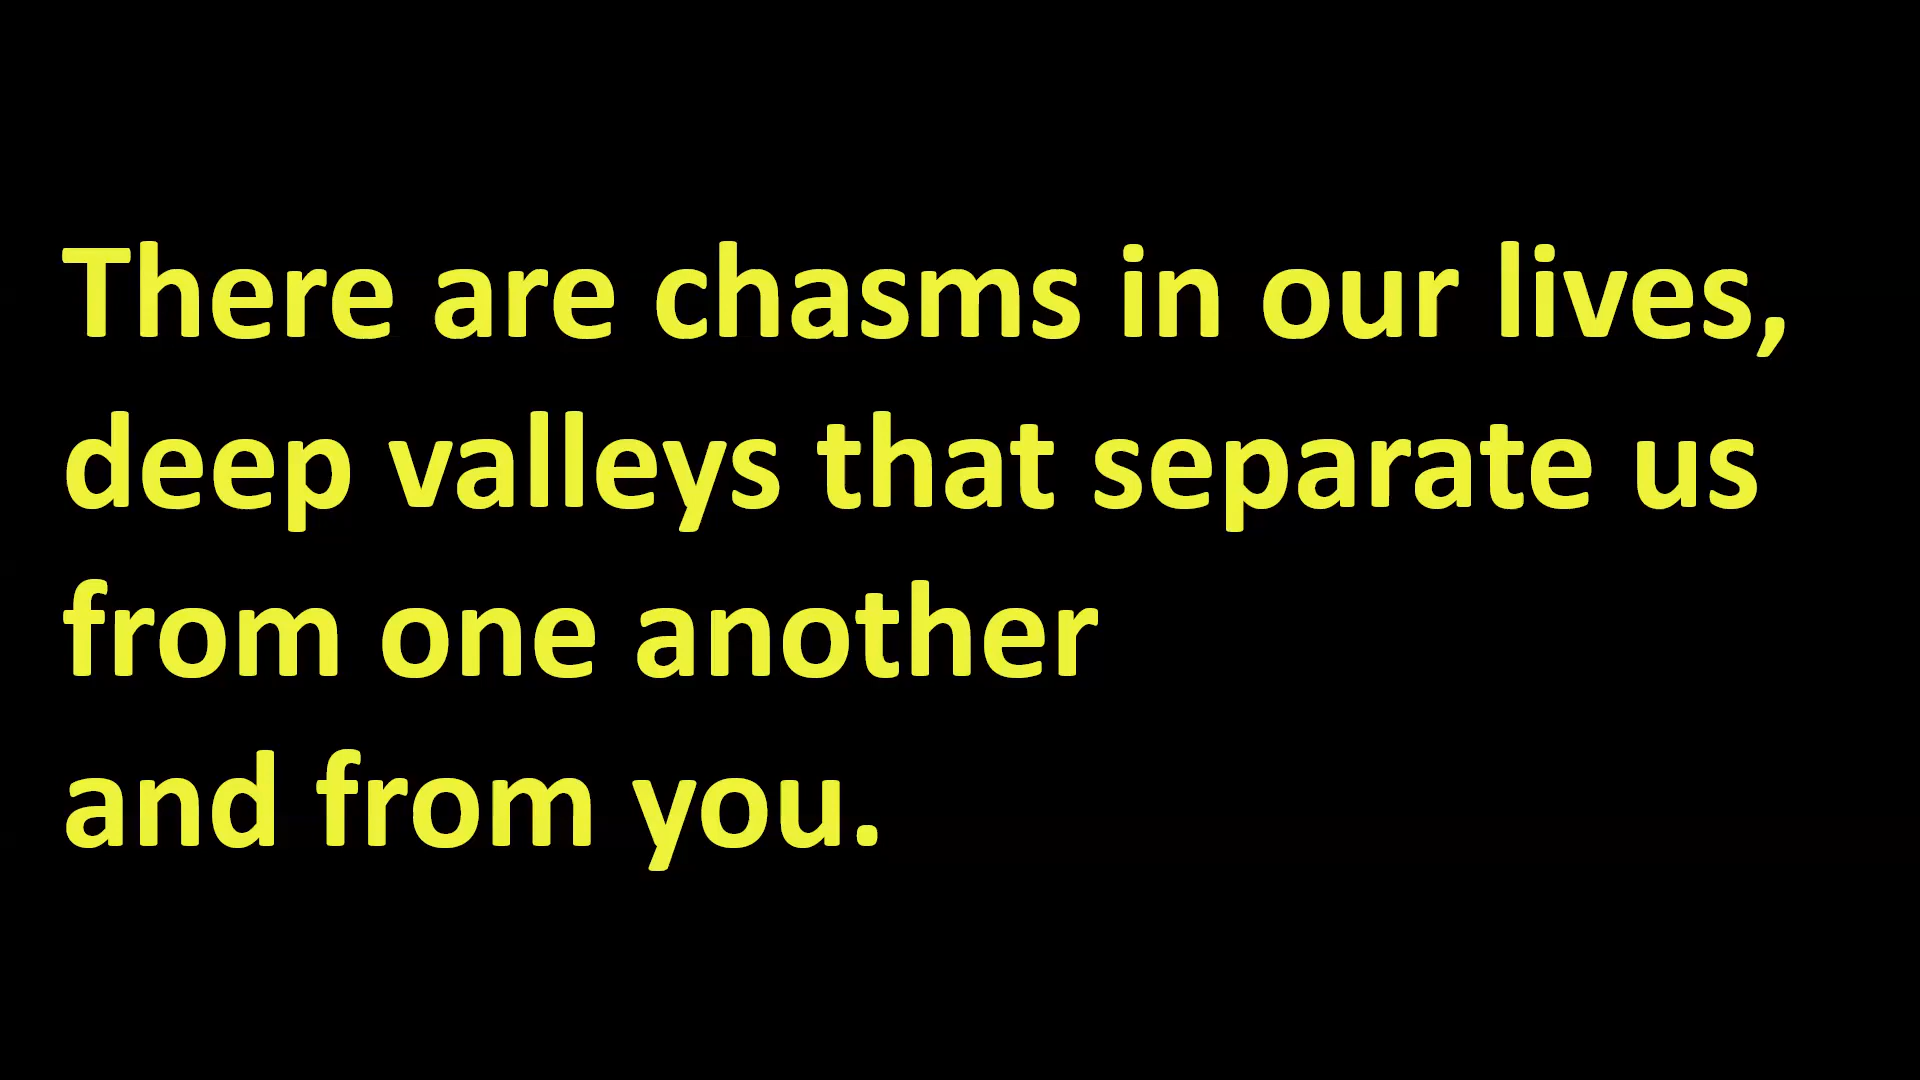 There are chasms in our lives,
deep valleys that separate us
from one another
and from you.